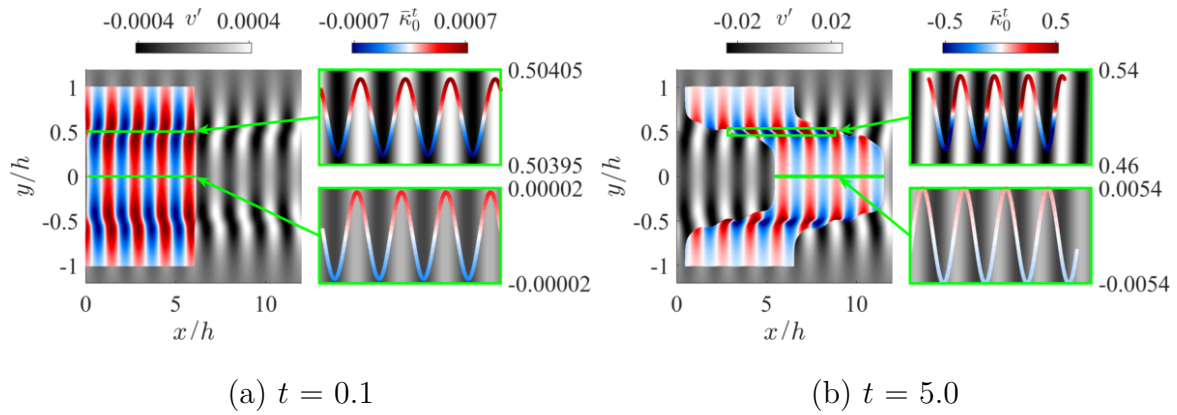 -0.0004 v′ 0.0004
-0.0007 κ̄₀ᵗ 0.0007
1
0.5
0
-0.5
-1
y/h
0 5 10
x/h
0.50405
0.50395
0.00002
-0.00002
(a) t = 0.1
-0.02 v′ 0.02
-0.5 κ̄₀ᵗ 0.5
1
0.5
0
-0.5
-1
y/h
0 5 10
x/h
0.54
0.46
0.0054
-0.0054
(b) t = 5.0